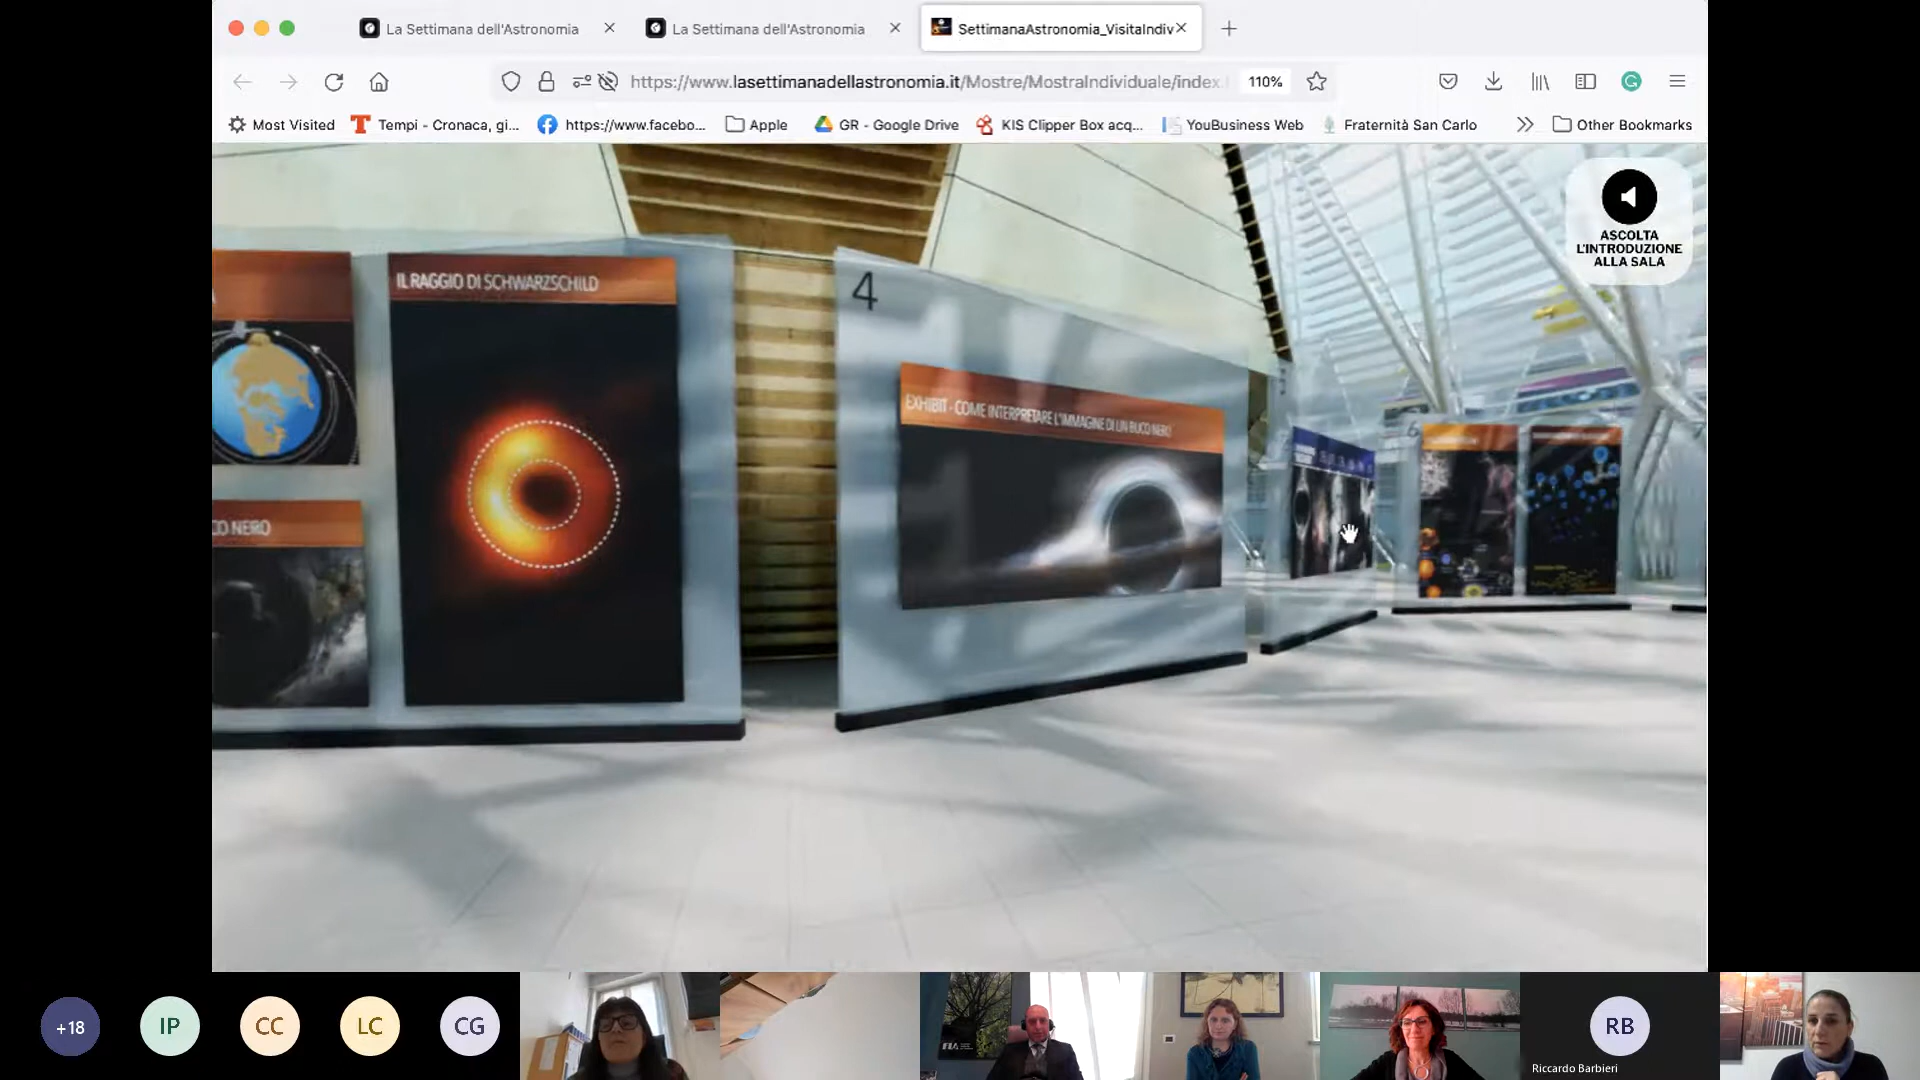 La Settimana dell'Astronomia
La Settimana dell'Astronomia
SettimanaAstronomia_VisitaIndiv
https://www.lasettimanadellastronomia.it/Mostre/MostraIndividuale/index.
110%
Most Visited
Tempi - Cronaca, gi...
https://www.facebo...
Apple
GR - Google Drive
KIS Clipper Box acq...
YouBusiness Web
Fraternità San Carlo
Other Bookmarks
ASCOLTA
L'INTRODUZIONE
ALLA SALA
IL RAGGIO DI SCHWARZSCHILD
4
EXHIBIT - COME INTERPRETARE L'IMMAGINE DI UN BUCO NERO
CO NERO
6
+18
IP
CC
LC
CG
FIA
RB
Riccardo Barbieri